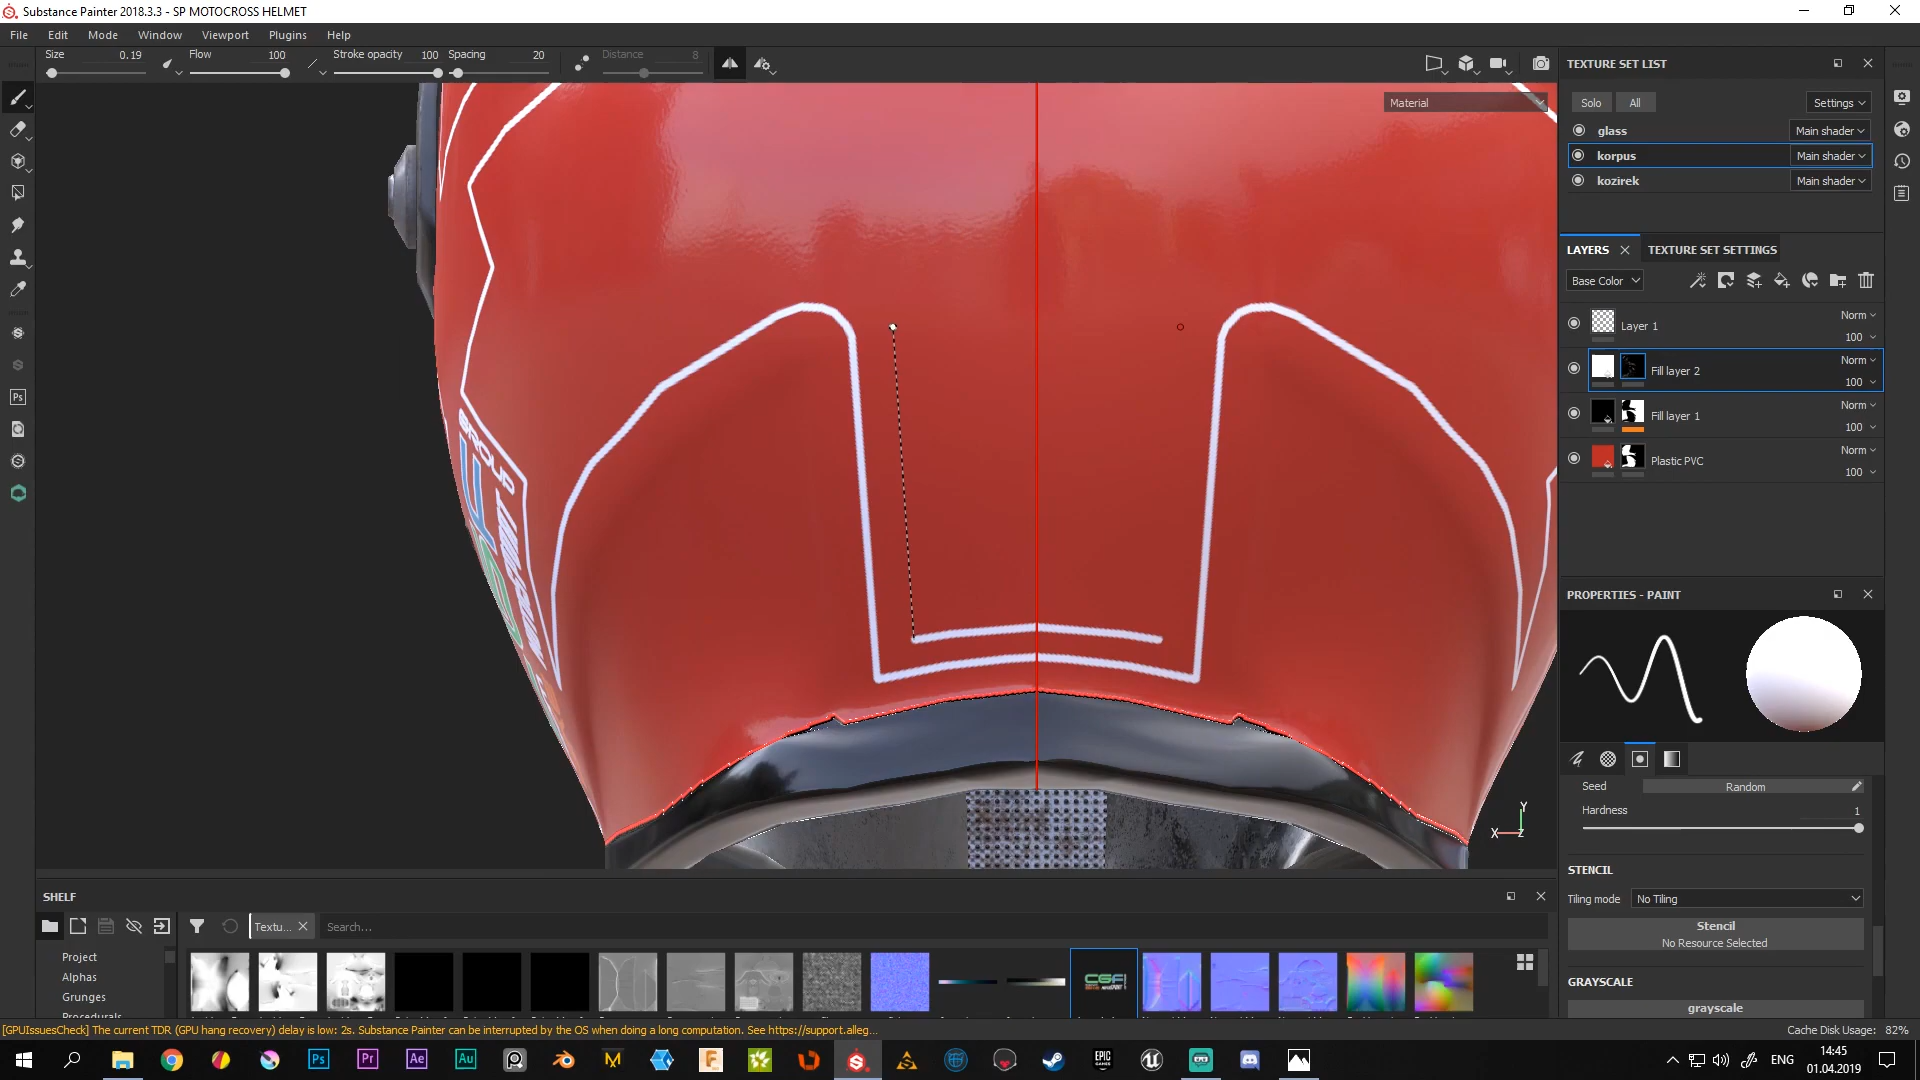 Substance Painter 2018.3.3 - SP MOTOCROSS HELMET
File Edit Mode Window Viewport Plugins Help
Size 0.19 Flow 100 Stroke opacity 100 Spacing 20 Distance 8
Material
TEXTURE SET LIST
Solo All Settings
glass Main shader
korpus Main shader
kozirek Main shader
LAYERS TEXTURE SET SETTINGS
Base Color
Layer 1 Norm 100
Fill layer 2 Norm 100
Fill layer 1 Norm 100
Plastic PVC Norm 100
PROPERTIES - PAINT
Seed Random
Hardness 1
STENCIL
Tiling mode No Tiling
Stencil
No Resource Selected
GRAYSCALE
grayscale
Y
X Z
SHELF
Textu... Search...
Project
Alphas
Grunges
Procedurals
[GPUIssuesCheck] The current TDR (GPU hang recovery) delay is low: 2s. Substance Painter can be interrupted by the OS when doing a long computation. See https://support.alleg...
Cache Disk Usage: 82%
ENG
14:45
01.04.2019